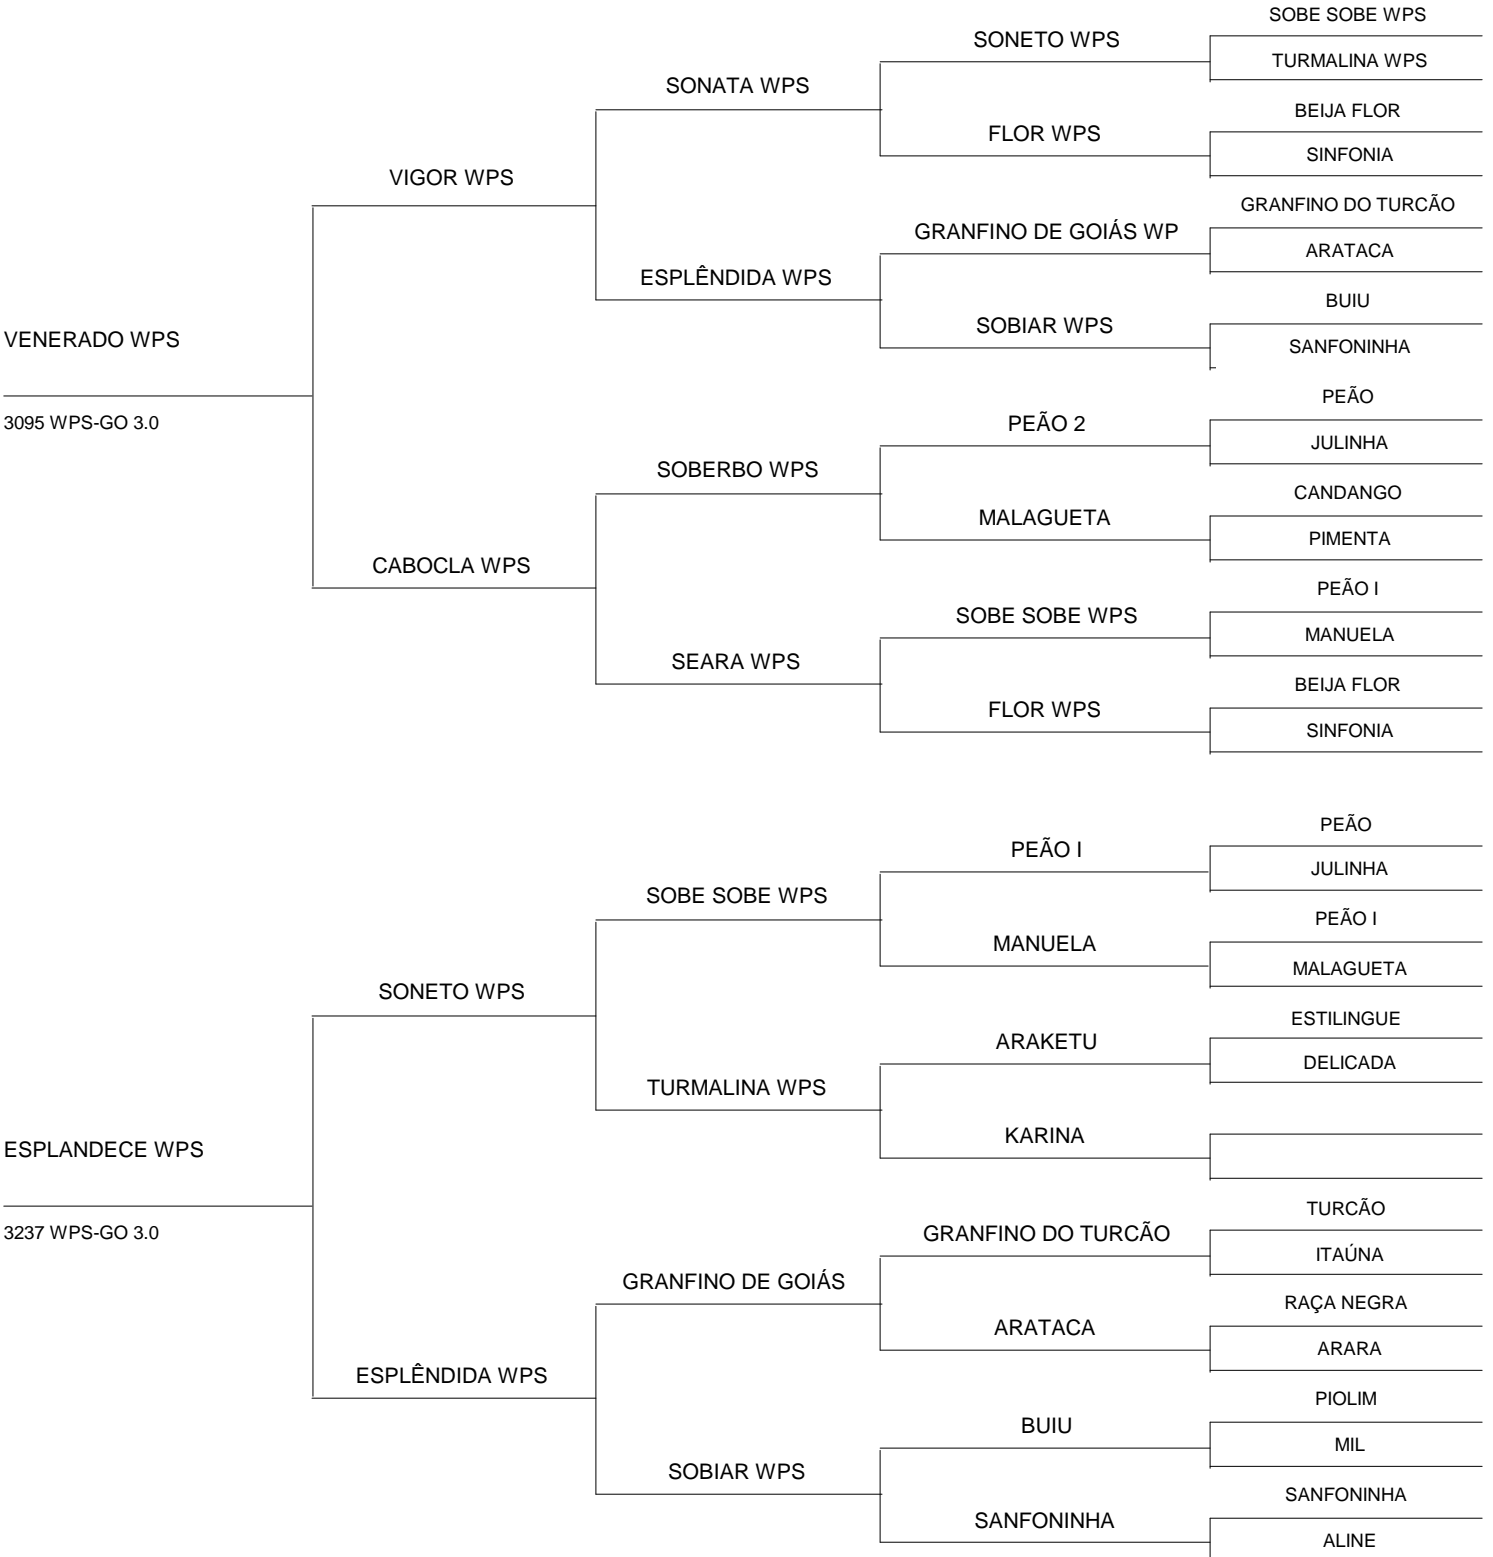 SOBE SOBE WPS
SONETO WPS
TURMALINA WPS
SONATA WPS
BEIJA FLOR
FLOR WPS
SINFONIA
VIGOR WPS
GRANFINO DO TURCÃO
GRANFINO DE GOIÁS WP
ARATACA
ESPLÊNDIDA WPS
BUIU
SOBIAR WPS
SANFONINHA
VENERADO WPS
3095 WPS-GO 3.0
PEÃO
PEÃO 2
JULINHA
SOBERBO WPS
CANDANGO
MALAGUETA
PIMENTA
CABOCLA WPS
PEÃO I
SOBE SOBE WPS
MANUELA
SEARA WPS
BEIJA FLOR
FLOR WPS
SINFONIA
PEÃO
PEÃO I
JULINHA
SOBE SOBE WPS
PEÃO I
MANUELA
MALAGUETA
SONETO WPS
ESTILINGUE
ARAKETU
DELICADA
TURMALINA WPS
KARINA
ESPLANDECE WPS
3237 WPS-GO 3.0
TURCÃO
GRANFINO DO TURCÃO
ITAÚNA
GRANFINO DE GOIÁS
RAÇA NEGRA
ARATACA
ARARA
ESPLÊNDIDA WPS
PIOLIM
BUIU
MIL
SOBIAR WPS
SANFONINHA
SANFONINHA
ALINE